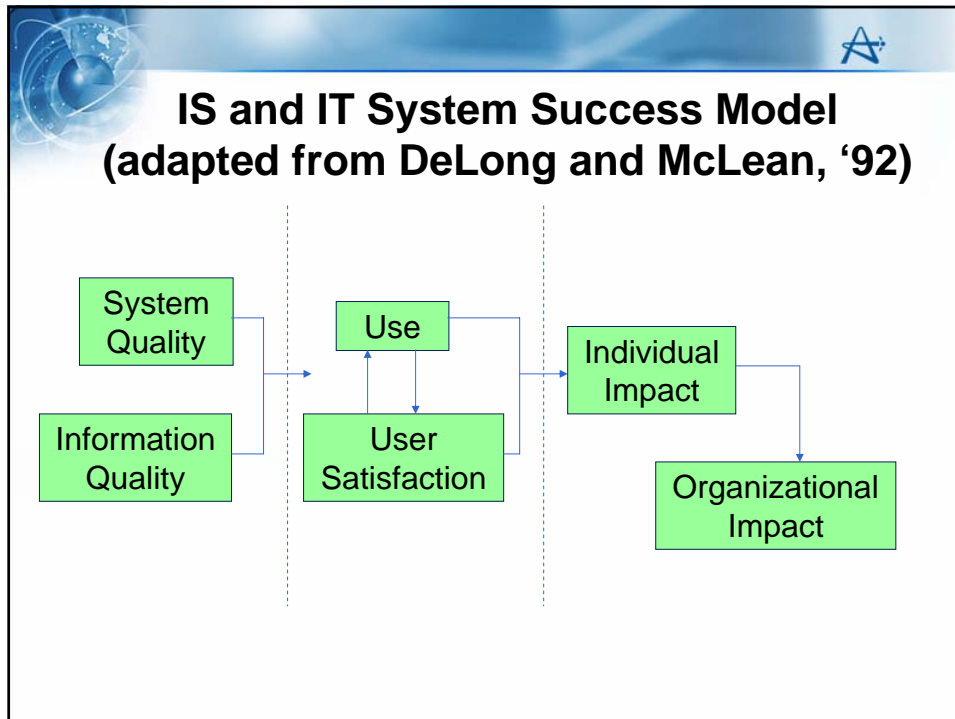 IS and IT System Success Model
(adapted from DeLong and McLean, ‘92)
System
Quality
Information
Quality
Use
User
Satisfaction
Individual
Impact
Organizational
Impact